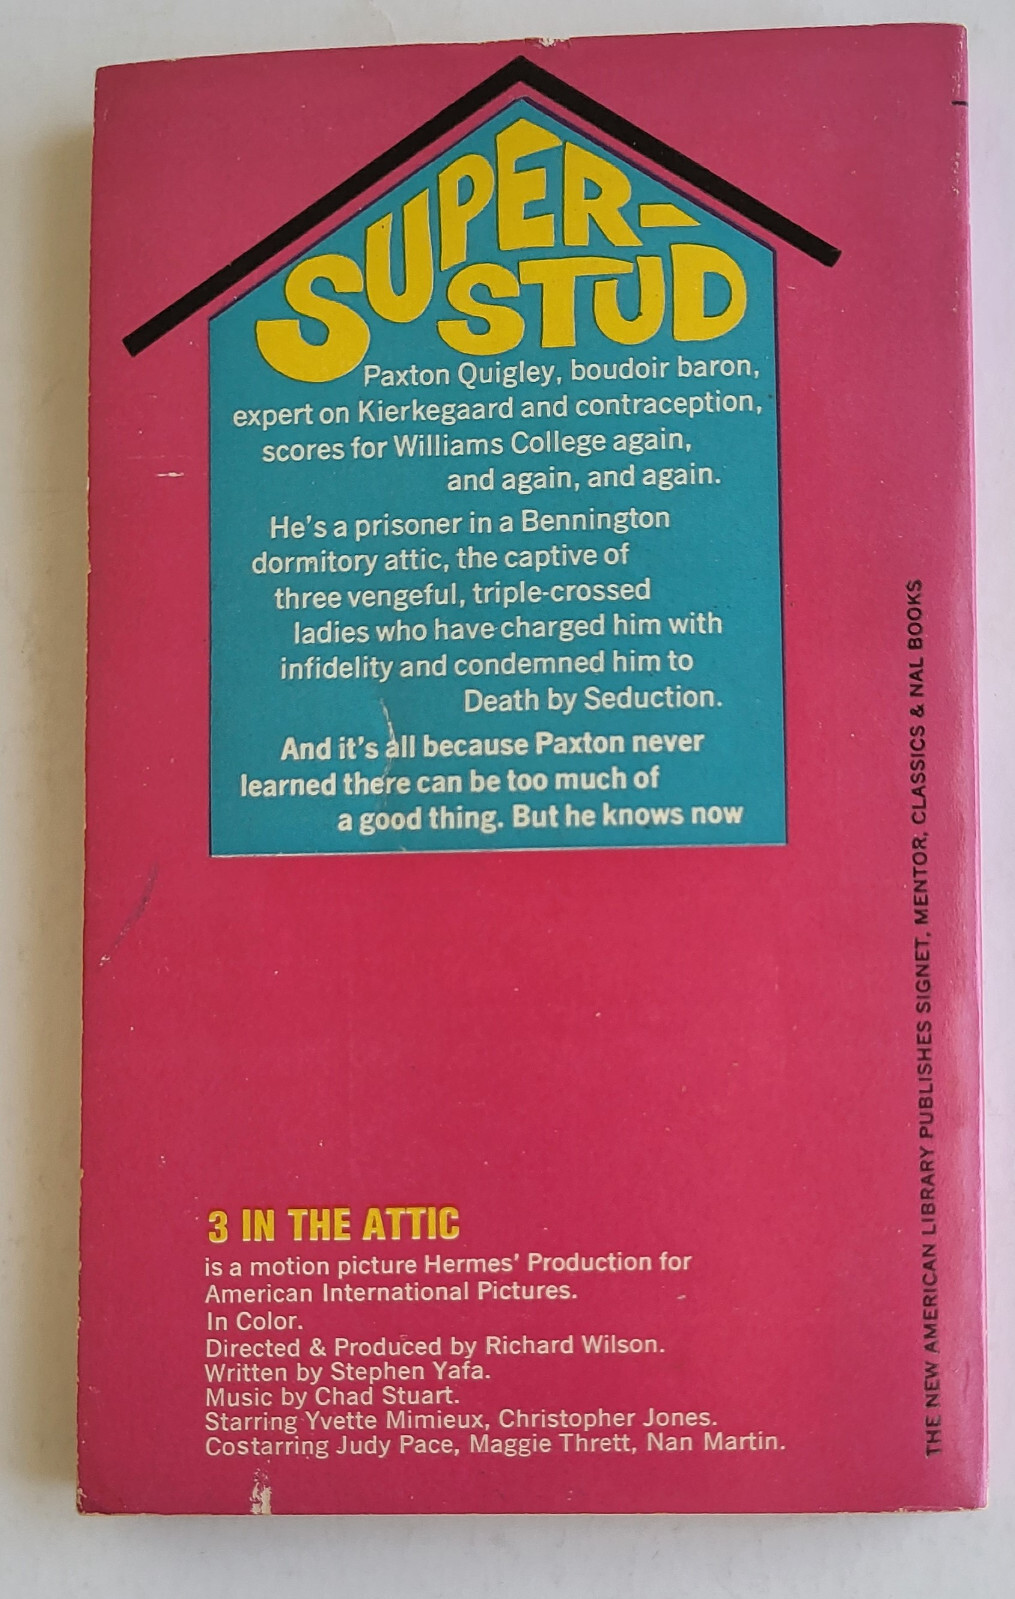 SUPER-
STUD
Paxton Quigley, boudoir baron,
expert on Kierkegaard and contraception,
scores for Williams College again,
and again, and again.
He's a prisoner in a Bennington
dormitory attic, the captive of
three vengeful, triple-crossed
ladies who have charged him with
infidelity and condemned him to
Death by Seduction.
And it's all because Paxton never
learned there can be too much of
a good thing. But he knows now
3 IN THE ATTIC
is a motion picture Hermes' Production for
American International Pictures.
In Color.
Directed & Produced by Richard Wilson.
Written by Stephen Yafa.
Music by Chad Stuart.
Starring Yvette Mimieux, Christopher Jones.
Costarring Judy Pace, Maggie Thrett, Nan Martin.
THE NEW AMERICAN LIBRARY PUBLISHES SIGNET, MENTOR, CLASSICS & NAL BOOKS